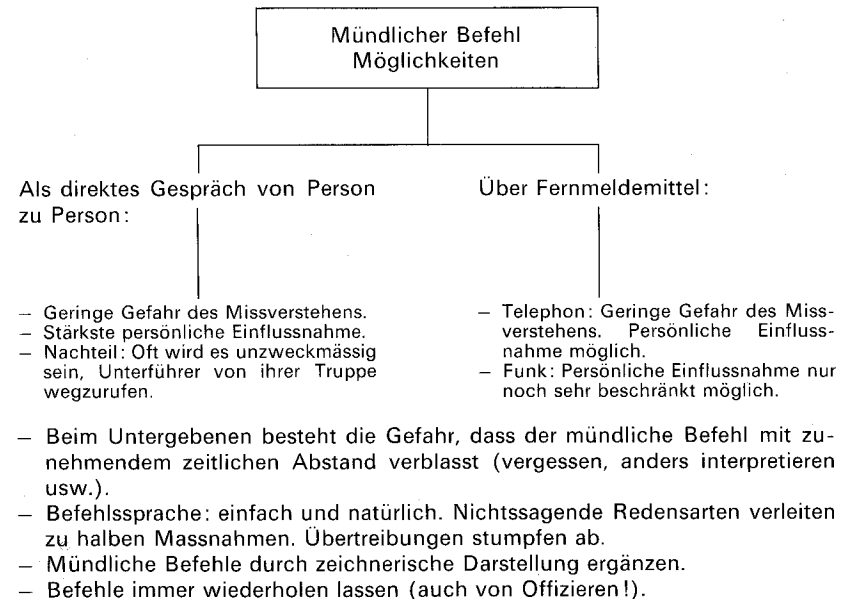 Mündlicher Befehl
Möglichkeiten
Als direktes Gespräch von Person
zu Person:
– Geringe Gefahr des Missverstehens.
– Stärkste persönliche Einflussnahme.
– Nachteil: Oft wird es unzweckmässig
sein, Unterführer von ihrer Truppe
wegzurufen.
Über Fernmeldemittel:
– Telephon: Geringe Gefahr des Miss-
verstehens. Persönliche Einfluss-
nahme möglich.
– Funk: Persönliche Einflussnahme nur
noch sehr beschränkt möglich.
– Beim Untergebenen besteht die Gefahr, dass der mündliche Befehl mit zu-
nehmendem zeitlichen Abstand verblasst (vergessen, anders interpretieren
usw.).
– Befehlssprache: einfach und natürlich. Nichtssagende Redensarten verleiten
zu halben Massnahmen. Übertreibungen stumpfen ab.
– Mündliche Befehle durch zeichnerische Darstellung ergänzen.
– Befehle immer wiederholen lassen (auch von Offizieren!).